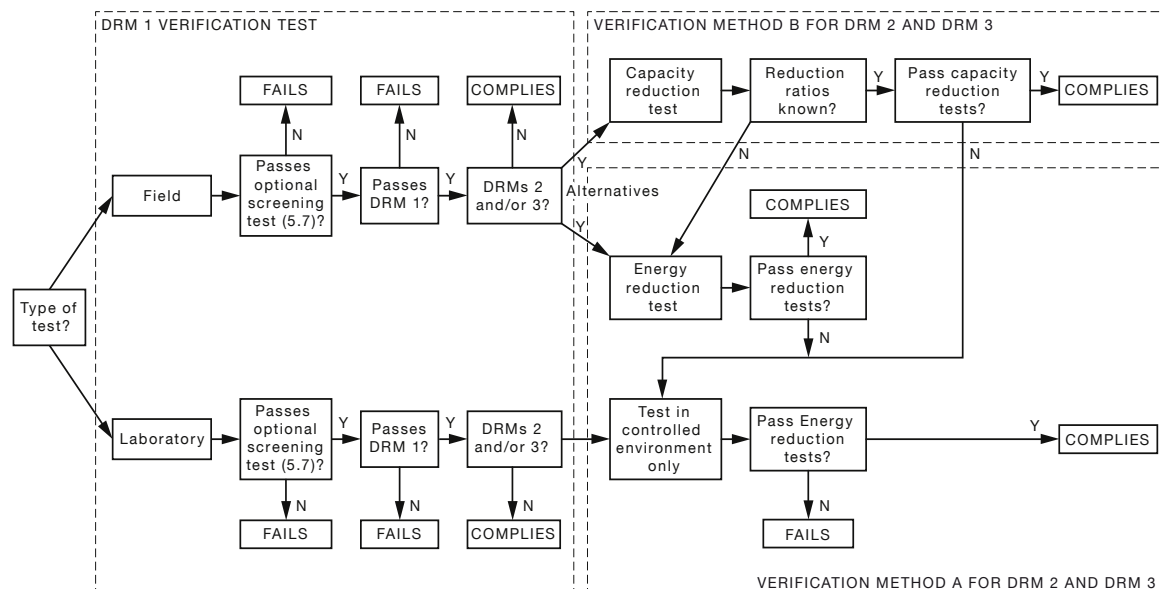 DRM 1 VERIFICATION TEST
VERIFICATION METHOD B FOR DRM 2 AND DRM 3
FAILS
FAILS
COMPLIES
N
N
N
Capacity
reduction
test
Reduction
ratios
known?
Y
Pass capacity
reduction
tests?
Y
COMPLIES
Field
Passes
optional
screening
test (5.7)?
Y
Passes
DRM 1?
Y
DRMs 2
and/or 3?
Y
Alternatives
Y
N
N
COMPLIES
Y
Energy
reduction
test
Pass energy
reduction
tests?
N
Type of
test?
Laboratory
Passes
optional
screening
test (5.7)?
Y
Passes
DRM 1?
Y
DRMs 2
and/or 3?
Test in
controlled
environment
only
Pass Energy
reduction
tests?
Y
COMPLIES
N
N
N
N
FAILS
FAILS
COMPLIES
FAILS
VERIFICATION METHOD A FOR DRM 2 AND DRM 3